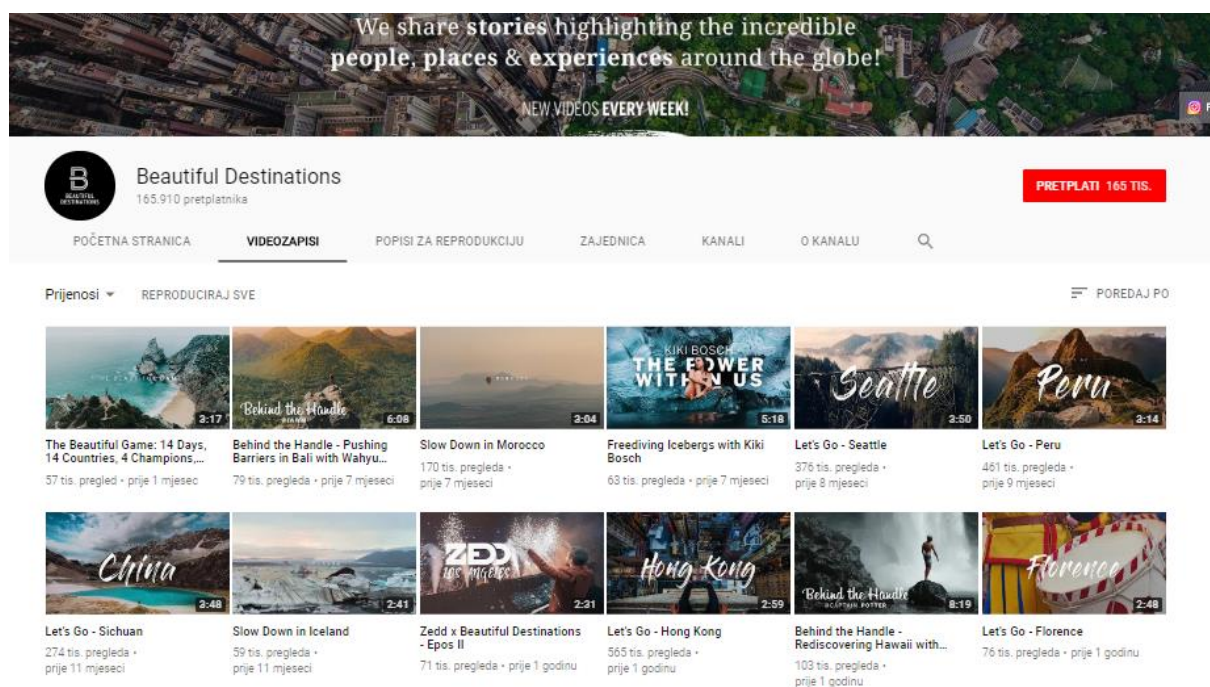 We share stories highlighting the incredible
people, places & experiences around the globe!
NEW VIDEOS EVERY WEEK!
B
BEAUTIFUL
DESTINATIONS
Beautiful Destinations
165.910 pretplatnika
PRETPLATI 165 TIS.
POČETNA STRANICA VIDEOZAPISI POPISI ZA REPRODUKCIJU ZAJEDNICA KANALI O KANALU
Prijenosi REPRODUCIRAJ SVE POREDAJ PO
3:17
Behind the Handle
6:08
3:04
KIKI BOSCH
THE POWER
WITHIN US
5:18
Seattle
3:50
Peru
3:14
The Beautiful Game: 14 Days,
14 Countries, 4 Champions,...
57 tis. pregled • prije 1 mjesec
Behind the Handle - Pushing
Barriers in Bali with Wahyu...
79 tis. pregleda • prije 7 mjeseci
Slow Down in Morocco
170 tis. pregleda •
prije 7 mjeseci
Freediving Icebergs with Kiki
Bosch
63 tis. pregleda • prije 7 mjeseci
Let's Go - Seattle
376 tis. pregleda •
prije 8 mjeseci
Let's Go - Peru
461 tis. pregleda •
prije 9 mjeseci
China
3:48
2:41
ZEDD
LOS ANGELES
2:31
Hong Kong
2:59
Behind the Handle
@CAPTAIN POTTER
8:19
Florence
2:48
Let's Go - Sichuan
274 tis. pregleda •
prije 11 mjeseci
Slow Down in Iceland
59 tis. pregleda •
prije 11 mjeseci
Zedd x Beautiful Destinations
- Epos II
71 tis. pregleda • prije 1 godinu
Let's Go - Hong Kong
565 tis. pregleda •
prije 1 godinu
Behind the Handle -
Rediscovering Hawaii with...
103 tis. pregleda •
prije 1 godinu
Let's Go - Florence
76 tis. pregleda • prije 1 godinu